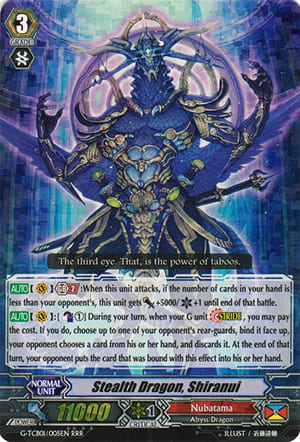 3
GRADE
The third eye. That, is the power of taboos.
AUTO [ ] GB 2 :When this unit attacks, if the number of cards in your hand is
less than your opponent's, this unit gets +5000/ +1 until end of that battle.
AUTO [ ]:[ 1] During your turn, when your G unit STRIDE, you may pay
the cost. If you do, choose up to one of your opponent's rear-guards, bind it face up,
your opponent chooses a card from his or her hand, and discards it. At the end of that
turn, your opponent puts the card that was bound with this effect into his or her hand.
NORMAL
UNIT
Stealth Dragon, Shiranui
POWER
11000
1
CRITICAL
Nubatama
Abyss Dragon
G-TCB01/005EN RRR
ILLUST /